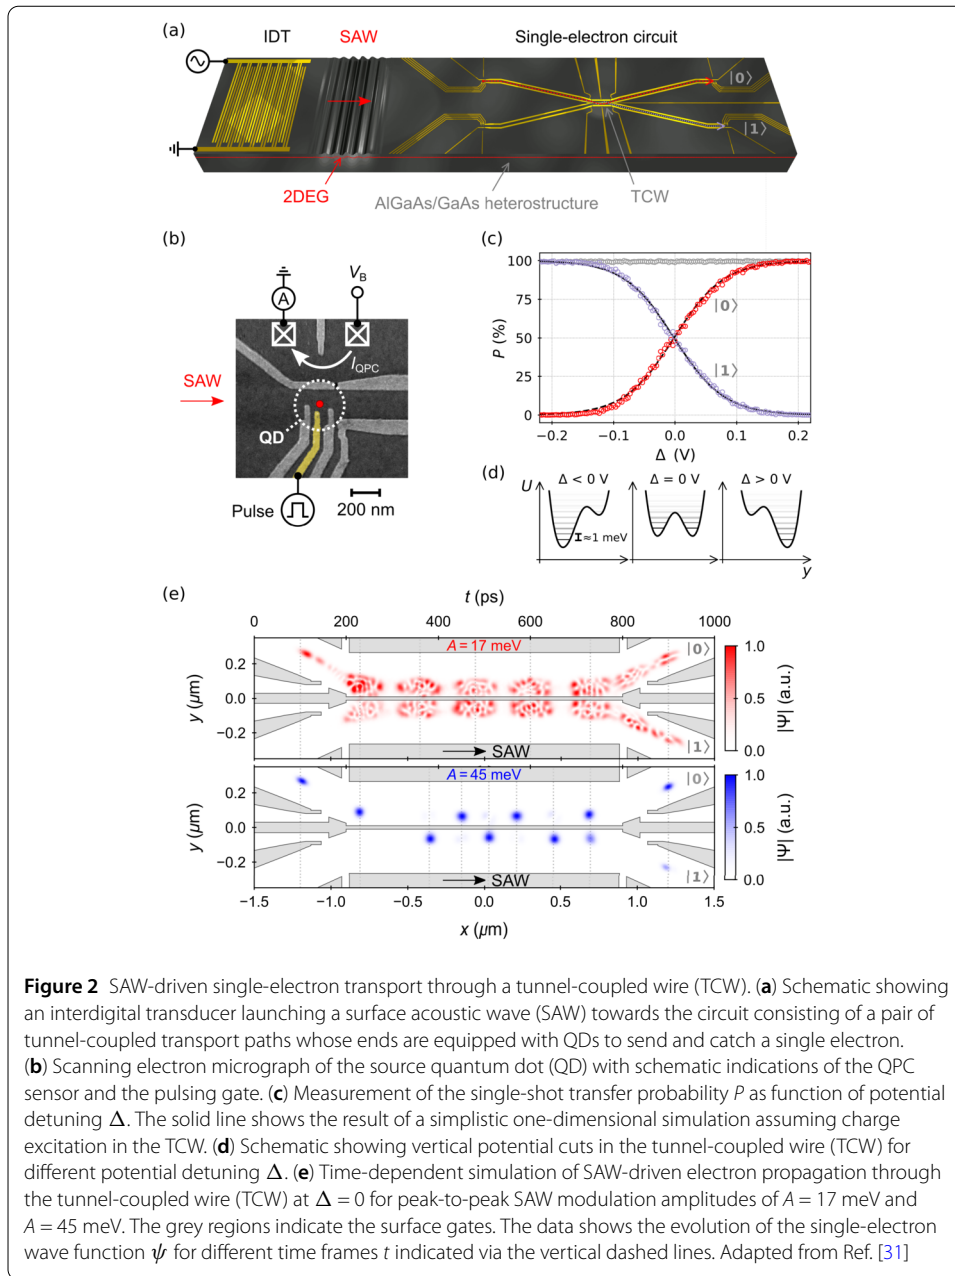 (a)
IDT SAW Single-electron circuit
|0⟩
|1⟩
2DEG AlGaAs/GaAs heterostructure TCW
(b)
V_B
A
I_QPC
SAW
QD
Pulse 200 nm
(c)
100
75
50
25
0
P (%)
|0⟩
|1⟩
−0.2 −0.1 0.0 0.1 0.2
Δ (V)
(d)
U Δ < 0 V Δ = 0 V Δ > 0 V
≈1 meV
y
(e)
t (ps)
0 200 400 600 800 1000
A = 17 meV
|0⟩
0.2
0.0
−0.2
y (μm)
|1⟩
SAW
1.0
0.5
0.0
|Ψ| (a.u.)
A = 45 meV
|0⟩
0.2
0.0
−0.2
y (μm)
|1⟩
SAW
1.0
0.5
0.0
|Ψ| (a.u.)
−1.5 −1.0 −0.5 0.0 0.5 1.0 1.5
x (μm)
Figure 2 SAW-driven single-electron transport through a tunnel-coupled wire (TCW). (a) Schematic showing
an interdigital transducer launching a surface acoustic wave (SAW) towards the circuit consisting of a pair of
tunnel-coupled transport paths whose ends are equipped with QDs to send and catch a single electron.
(b) Scanning electron micrograph of the source quantum dot (QD) with schematic indications of the QPC
sensor and the pulsing gate. (c) Measurement of the single-shot transfer probability P as function of potential
detuning Δ. The solid line shows the result of a simplistic one-dimensional simulation assuming charge
excitation in the TCW. (d) Schematic showing vertical potential cuts in the tunnel-coupled wire (TCW) for
different potential detuning Δ. (e) Time-dependent simulation of SAW-driven electron propagation through
the tunnel-coupled wire (TCW) at Δ = 0 for peak-to-peak SAW modulation amplitudes of A = 17 meV and
A = 45 meV. The grey regions indicate the surface gates. The data shows the evolution of the single-electron
wave function ψ for different time frames t indicated via the vertical dashed lines. Adapted from Ref. [31]